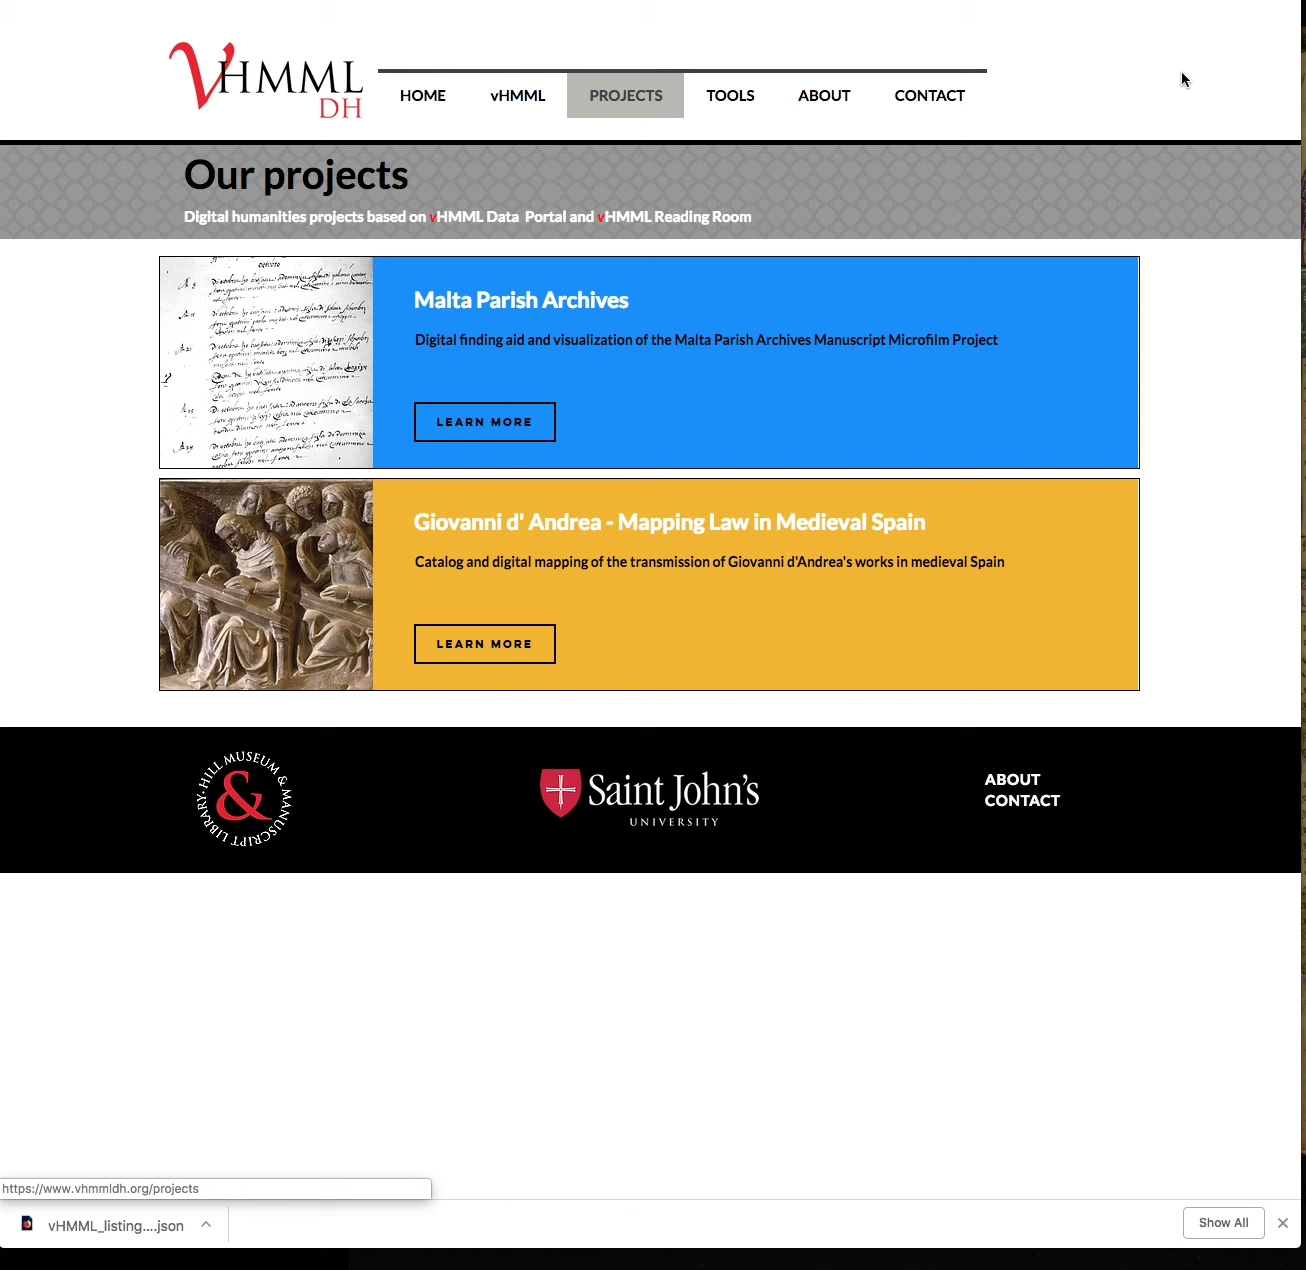 vHMML
DH
HOME
vHMML
PROJECTS
TOOLS
ABOUT
CONTACT
Our projects
Digital humanities projects based on vHMML Data Portal and vHMML Reading Room
Malta Parish Archives
Digital finding aid and visualization of the Malta Parish Archives Manuscript Microfilm Project
LEARN MORE
Giovanni d' Andrea - Mapping Law in Medieval Spain
Catalog and digital mapping of the transmission of Giovanni d'Andrea's works in medieval Spain
LEARN MORE
HILL MUSEUM & MANUSCRIPT LIBRARY
&
Saint John's
UNIVERSITY
ABOUT
CONTACT
https://www.vhmmldh.org/projects
vHMML_listing....json
Show All